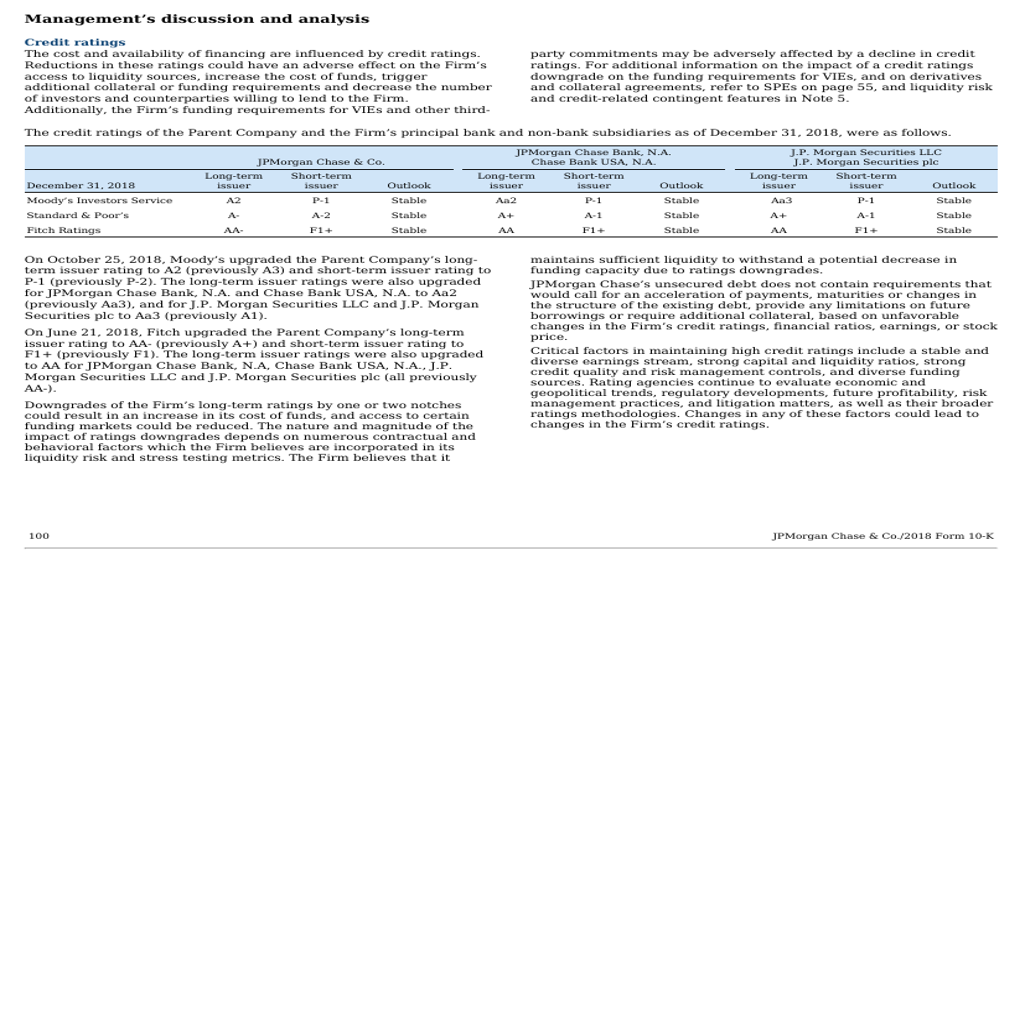 Management's discussion and analysis
Credit ratings
The cost and availability of financing are influenced by credit ratings.
Reductions in these ratings could have an adverse effect on the Firm's
access to liquidity sources, increase the cost of funds, trigger
additional collateral or funding requirements and decrease the number
of investors and counterparties willing to lend to the Firm.
Additionally, the Firm's funding requirements for VIEs and other third-
party commitments may be adversely affected by a decline in credit
ratings. For additional information on the impact of a credit ratings
downgrade on the funding requirements for VIEs, and on derivatives
and collateral agreements, refer to SPEs on page 55, and liquidity risk
and credit-related contingent features in Note 5.
The credit ratings of the Parent Company and the Firm's principal bank and non-bank subsidiaries as of December 31, 2018, were as follows.
JPMorgan Chase & Co. JPMorgan Chase Bank, N.A. Chase Bank USA, N.A. J.P. Morgan Securities LLC J.P. Morgan Securities plc
December 31, 2018 Long-term issuer Short-term issuer Outlook Long-term issuer Short-term issuer Outlook Long-term issuer Short-term issuer Outlook
Moody's Investors Service A2 P-1 Stable Aa2 P-1 Stable Aa3 P-1 Stable
Standard & Poor's A- A-2 Stable A+ A-1 Stable A+ A-1 Stable
Fitch Ratings AA- F1+ Stable AA F1+ Stable AA F1+ Stable
On October 25, 2018, Moody's upgraded the Parent Company's long-
term issuer rating to A2 (previously A3) and short-term issuer rating to
P-1 (previously P-2). The long-term issuer ratings were also upgraded
for JPMorgan Chase Bank, N.A. and Chase Bank USA, N.A. to Aa2
(previously Aa3), and for J.P. Morgan Securities LLC and J.P. Morgan
Securities plc to Aa3 (previously A1).
On June 21, 2018, Fitch upgraded the Parent Company's long-term
issuer rating to AA- (previously A+) and short-term issuer rating to
F1+ (previously F1). The long-term issuer ratings were also upgraded
to AA for JPMorgan Chase Bank, N.A, Chase Bank USA, N.A., J.P.
Morgan Securities LLC and J.P. Morgan Securities plc (all previously
AA-).
Downgrades of the Firm's long-term ratings by one or two notches
could result in an increase in its cost of funds, and access to certain
funding markets could be reduced. The nature and magnitude of the
impact of ratings downgrades depends on numerous contractual and
behavioral factors which the Firm believes are incorporated in its
liquidity risk and stress testing metrics. The Firm believes that it
maintains sufficient liquidity to withstand a potential decrease in
funding capacity due to ratings downgrades.
JPMorgan Chase's unsecured debt does not contain requirements that
would call for an acceleration of payments, maturities or changes in
the structure of the existing debt, provide any limitations on future
borrowings or require additional collateral, based on unfavorable
changes in the Firm's credit ratings, financial ratios, earnings, or stock
price.
Critical factors in maintaining high credit ratings include a stable and
diverse earnings stream, strong capital and liquidity ratios, strong
credit quality and risk management controls, and diverse funding
sources. Rating agencies continue to evaluate economic and
geopolitical trends, regulatory developments, future profitability, risk
management practices, and litigation matters, as well as their broader
ratings methodologies. Changes in any of these factors could lead to
changes in the Firm's credit ratings.
100 JPMorgan Chase & Co./2018 Form 10-K